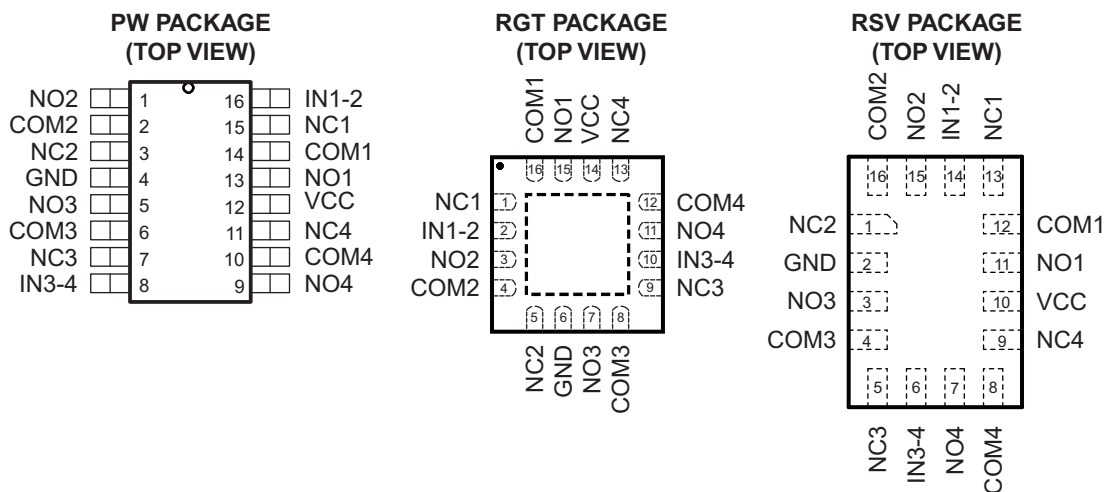 PW PACKAGE
(TOP VIEW)
NO2 1 16 IN1-2
COM2 2 15 NC1
NC2 3 14 COM1
GND 4 13 NO1
NO3 5 12 VCC
COM3 6 11 NC4
NC3 7 10 COM4
IN3-4 8 9 NO4
RGT PACKAGE
(TOP VIEW)
COM1 NO1 VCC NC4
16 15 14 13
NC1 1 12 COM4
IN1-2 2 11 NO4
NO2 3 10 IN3-4
COM2 4 9 NC3
5 6 7 8
NC2 GND NO3 COM3
RSV PACKAGE
(TOP VIEW)
COM2 NO2 IN1-2 NC1
16 15 14 13
NC2 1 12 COM1
GND 2 11 NO1
NO3 3 10 VCC
COM3 4 9 NC4
5 6 7 8
NC3 IN3-4 NO4 COM4